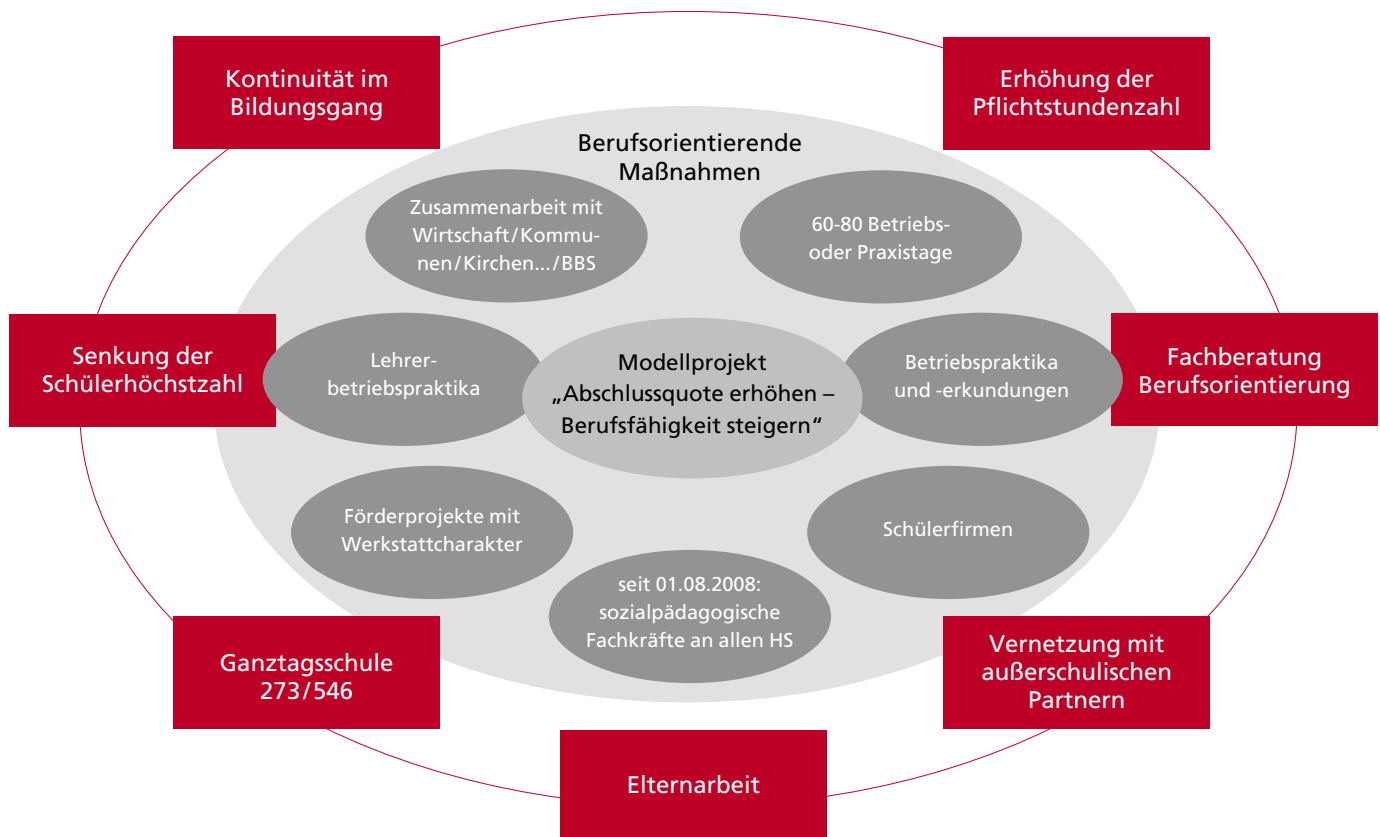 Kontinuität im
Bildungsgang
Erhöhung der
Pflichtstundenzahl
Berufsorientierende
Maßnahmen
Zusammenarbeit mit
Wirtschaft/Kommu-
nen/Kirchen.../BBS
60-80 Betriebs-
oder Praxistage
Senkung der
Schülerhöchstzahl
Lehrer-
betriebspraktika
Modellprojekt
„Abschlussquote erhöhen –
Berufsfähigkeit steigern“
Betriebspraktika
und -erkundungen
Fachberatung
Berufsorientierung
Förderprojekte mit
Werkstattcharakter
Schülerfirmen
seit 01.08.2008:
sozialpädagogische
Fachkräfte an allen HS
Ganztagsschule
273/546
Vernetzung mit
außerschulischen
Partnern
Elternarbeit